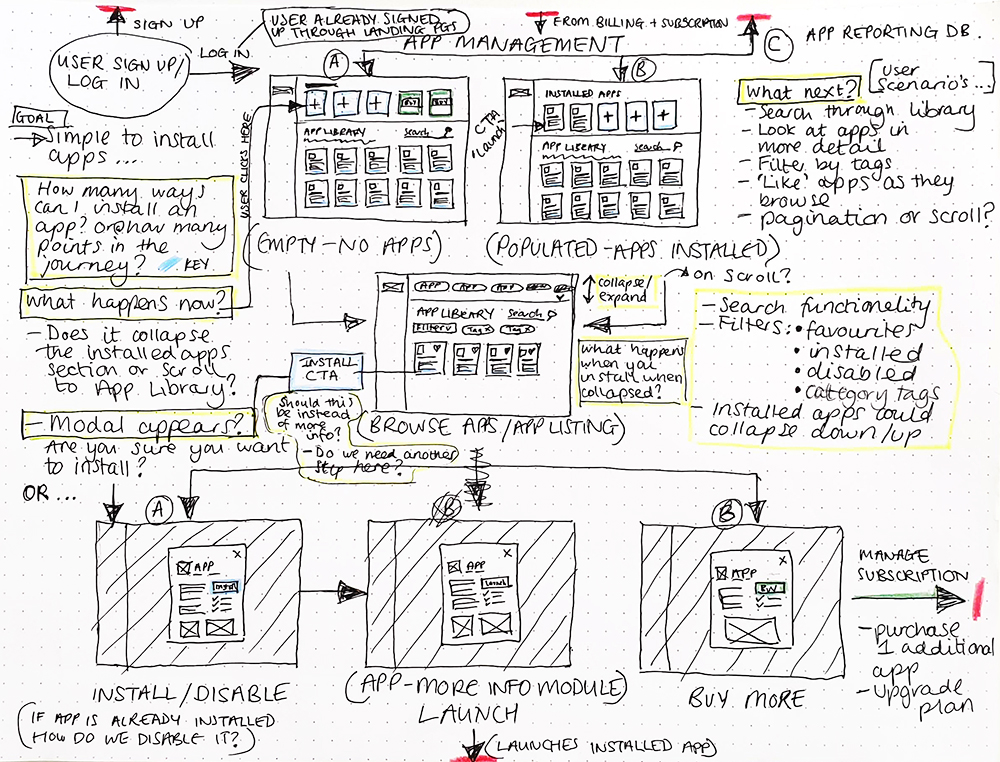 SIGN UP
USER SIGN UP/
LOG IN
LOG IN
USER ALREADY SIGNED
UP THROUGH LANDING PGS
APP MANAGEMENT
FROM BILLING + SUBSCRIPTION
C
APP REPORTING DB.
GOAL
Simple to install
apps ...
How many ways
can I install an
app? or how many
points in the
journey?
KEY
What happens now?
- Does it collapse
the installed apps
section or scroll
to App Library?
- Modal appears?
Are you sure you want
to install?
OR ...
USER CLICKS HERE
A
+ + + BUY BUY
APP LIBRARY Search
(EMPTY - NO APPS)
B
INSTALLED APPS
+ + +
APP LIBRARY Search
CTA
'Launch'
(POPULATED - APPS INSTALLED)
what next?
User
Scenario's ...
- Search through library
- Look at apps in
more detail
- Filter by tags
- 'Like' apps as they
browse
- pagination or scroll?
on scroll?
collapse/
expand
APP APP APP
APP LIBRARY Search
Filter v Tag x Tag x
INSTALL
CTA
(BROWSE APPS / APP LISTING)
Should this
be instead
of more
info?
- Do we need another
step here?
what happens
when you
install when
collapsed?
- Search functionality
- Filters: • favourites
• installed
• disabled
• category tags
- Installed apps could
collapse down/up
A
x
APP
Install
INSTALL/DISABLE
(IF APP IS ALREADY INSTALLED
HOW DO WE DISABLE IT?)
B
x
APP
Launch
(APP - MORE INFO MODULE)
LAUNCH
(LAUNCHES INSTALLED APP)
B
x
APP
BUY
BUY MORE
MANAGE
SUBSCRIPTION
- purchase
1 additional
app
- upgrade
plan